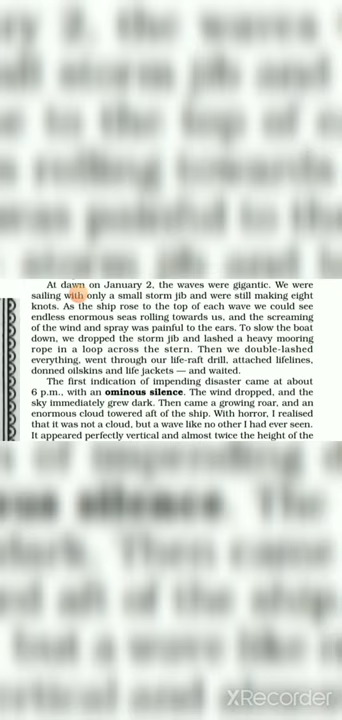 At dawn on January 2, the waves were gigantic. We were
sailing with only a small storm jib and were still making eight
knots. As the ship rose to the top of each wave we could see
endless enormous seas rolling towards us, and the screaming
of the wind and spray was painful to the ears. To slow the boat
down, we dropped the storm jib and lashed a heavy mooring
rope in a loop across the stern. Then we double-lashed
everything, went through our life-raft drill, attached lifelines,
donned oilskins and life jackets — and waited.
The first indication of impending disaster came at about
6 p.m., with an ominous silence. The wind dropped, and the
sky immediately grew dark. Then came a growing roar, and an
enormous cloud towered aft of the ship. With horror, I realised
that it was not a cloud, but a wave like no other I had ever seen.
It appeared perfectly vertical and almost twice the height of the
XRecorder